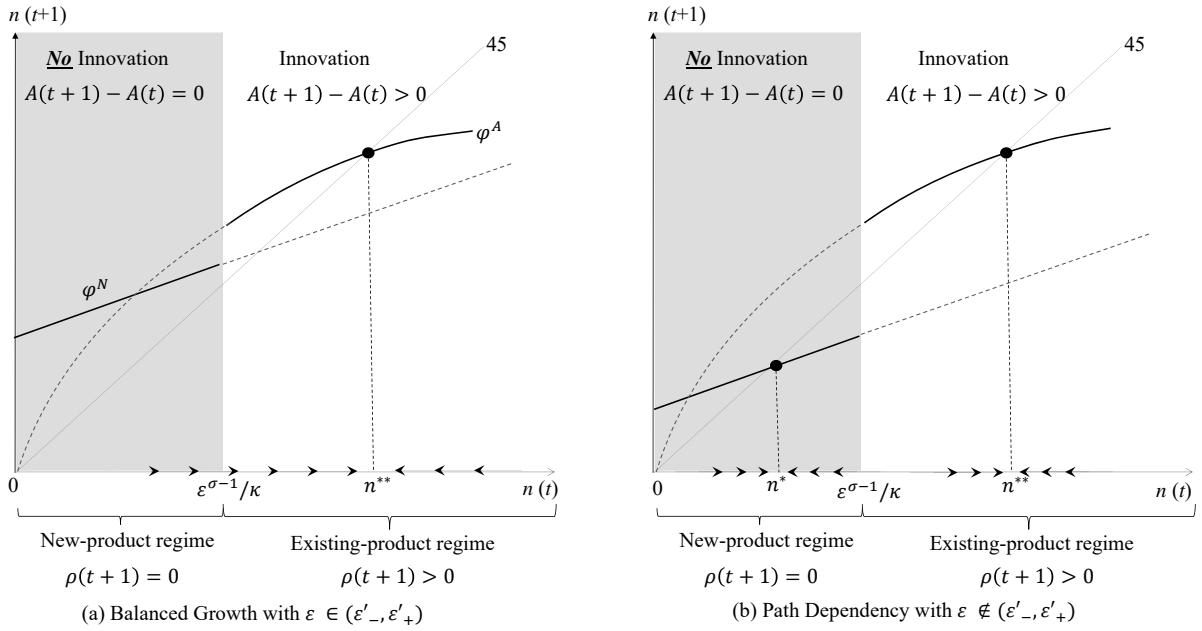 n (t+1)
45
No Innovation
Innovation
A(t + 1) − A(t) = 0
A(t + 1) − A(t) > 0
φ^A
φ^N
0
ε^{σ−1}/κ
n^{**}
n (t)
New-product regime
Existing-product regime
ρ(t + 1) = 0
ρ(t + 1) > 0
(a) Balanced Growth with ε ∈ (ε′₋, ε′₊)
n (t+1)
45
No Innovation
Innovation
A(t + 1) − A(t) = 0
A(t + 1) − A(t) > 0
0
n^*
ε^{σ−1}/κ
n^{**}
n (t)
New-product regime
Existing-product regime
ρ(t + 1) = 0
ρ(t + 1) > 0
(b) Path Dependency with ε ∉ (ε′₋, ε′₊)